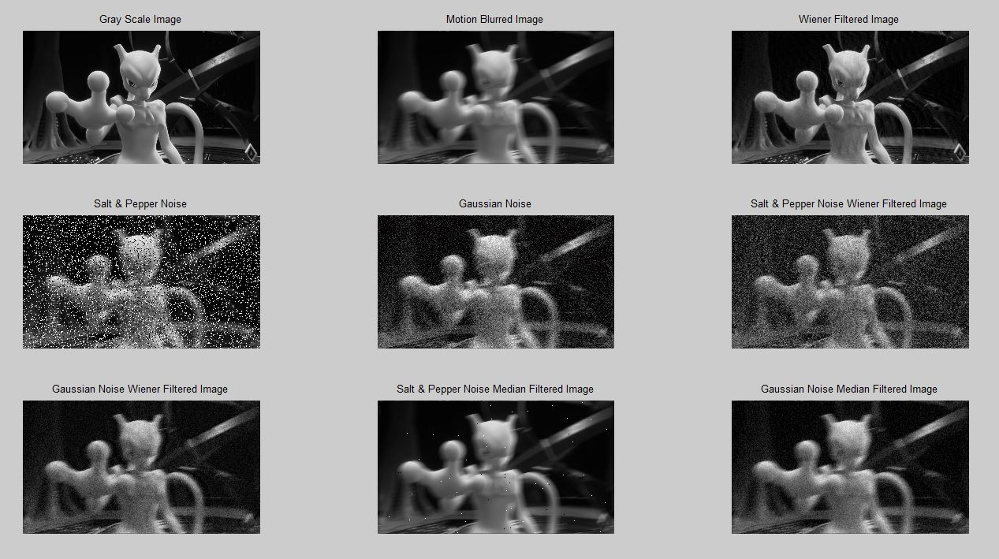 Gray Scale Image
Motion Blurred Image
Wiener Filtered Image
Salt & Pepper Noise
Gaussian Noise
Salt & Pepper Noise Wiener Filtered Image
Gaussian Noise Wiener Filtered Image
Salt & Pepper Noise Median Filtered Image
Gaussian Noise Median Filtered Image